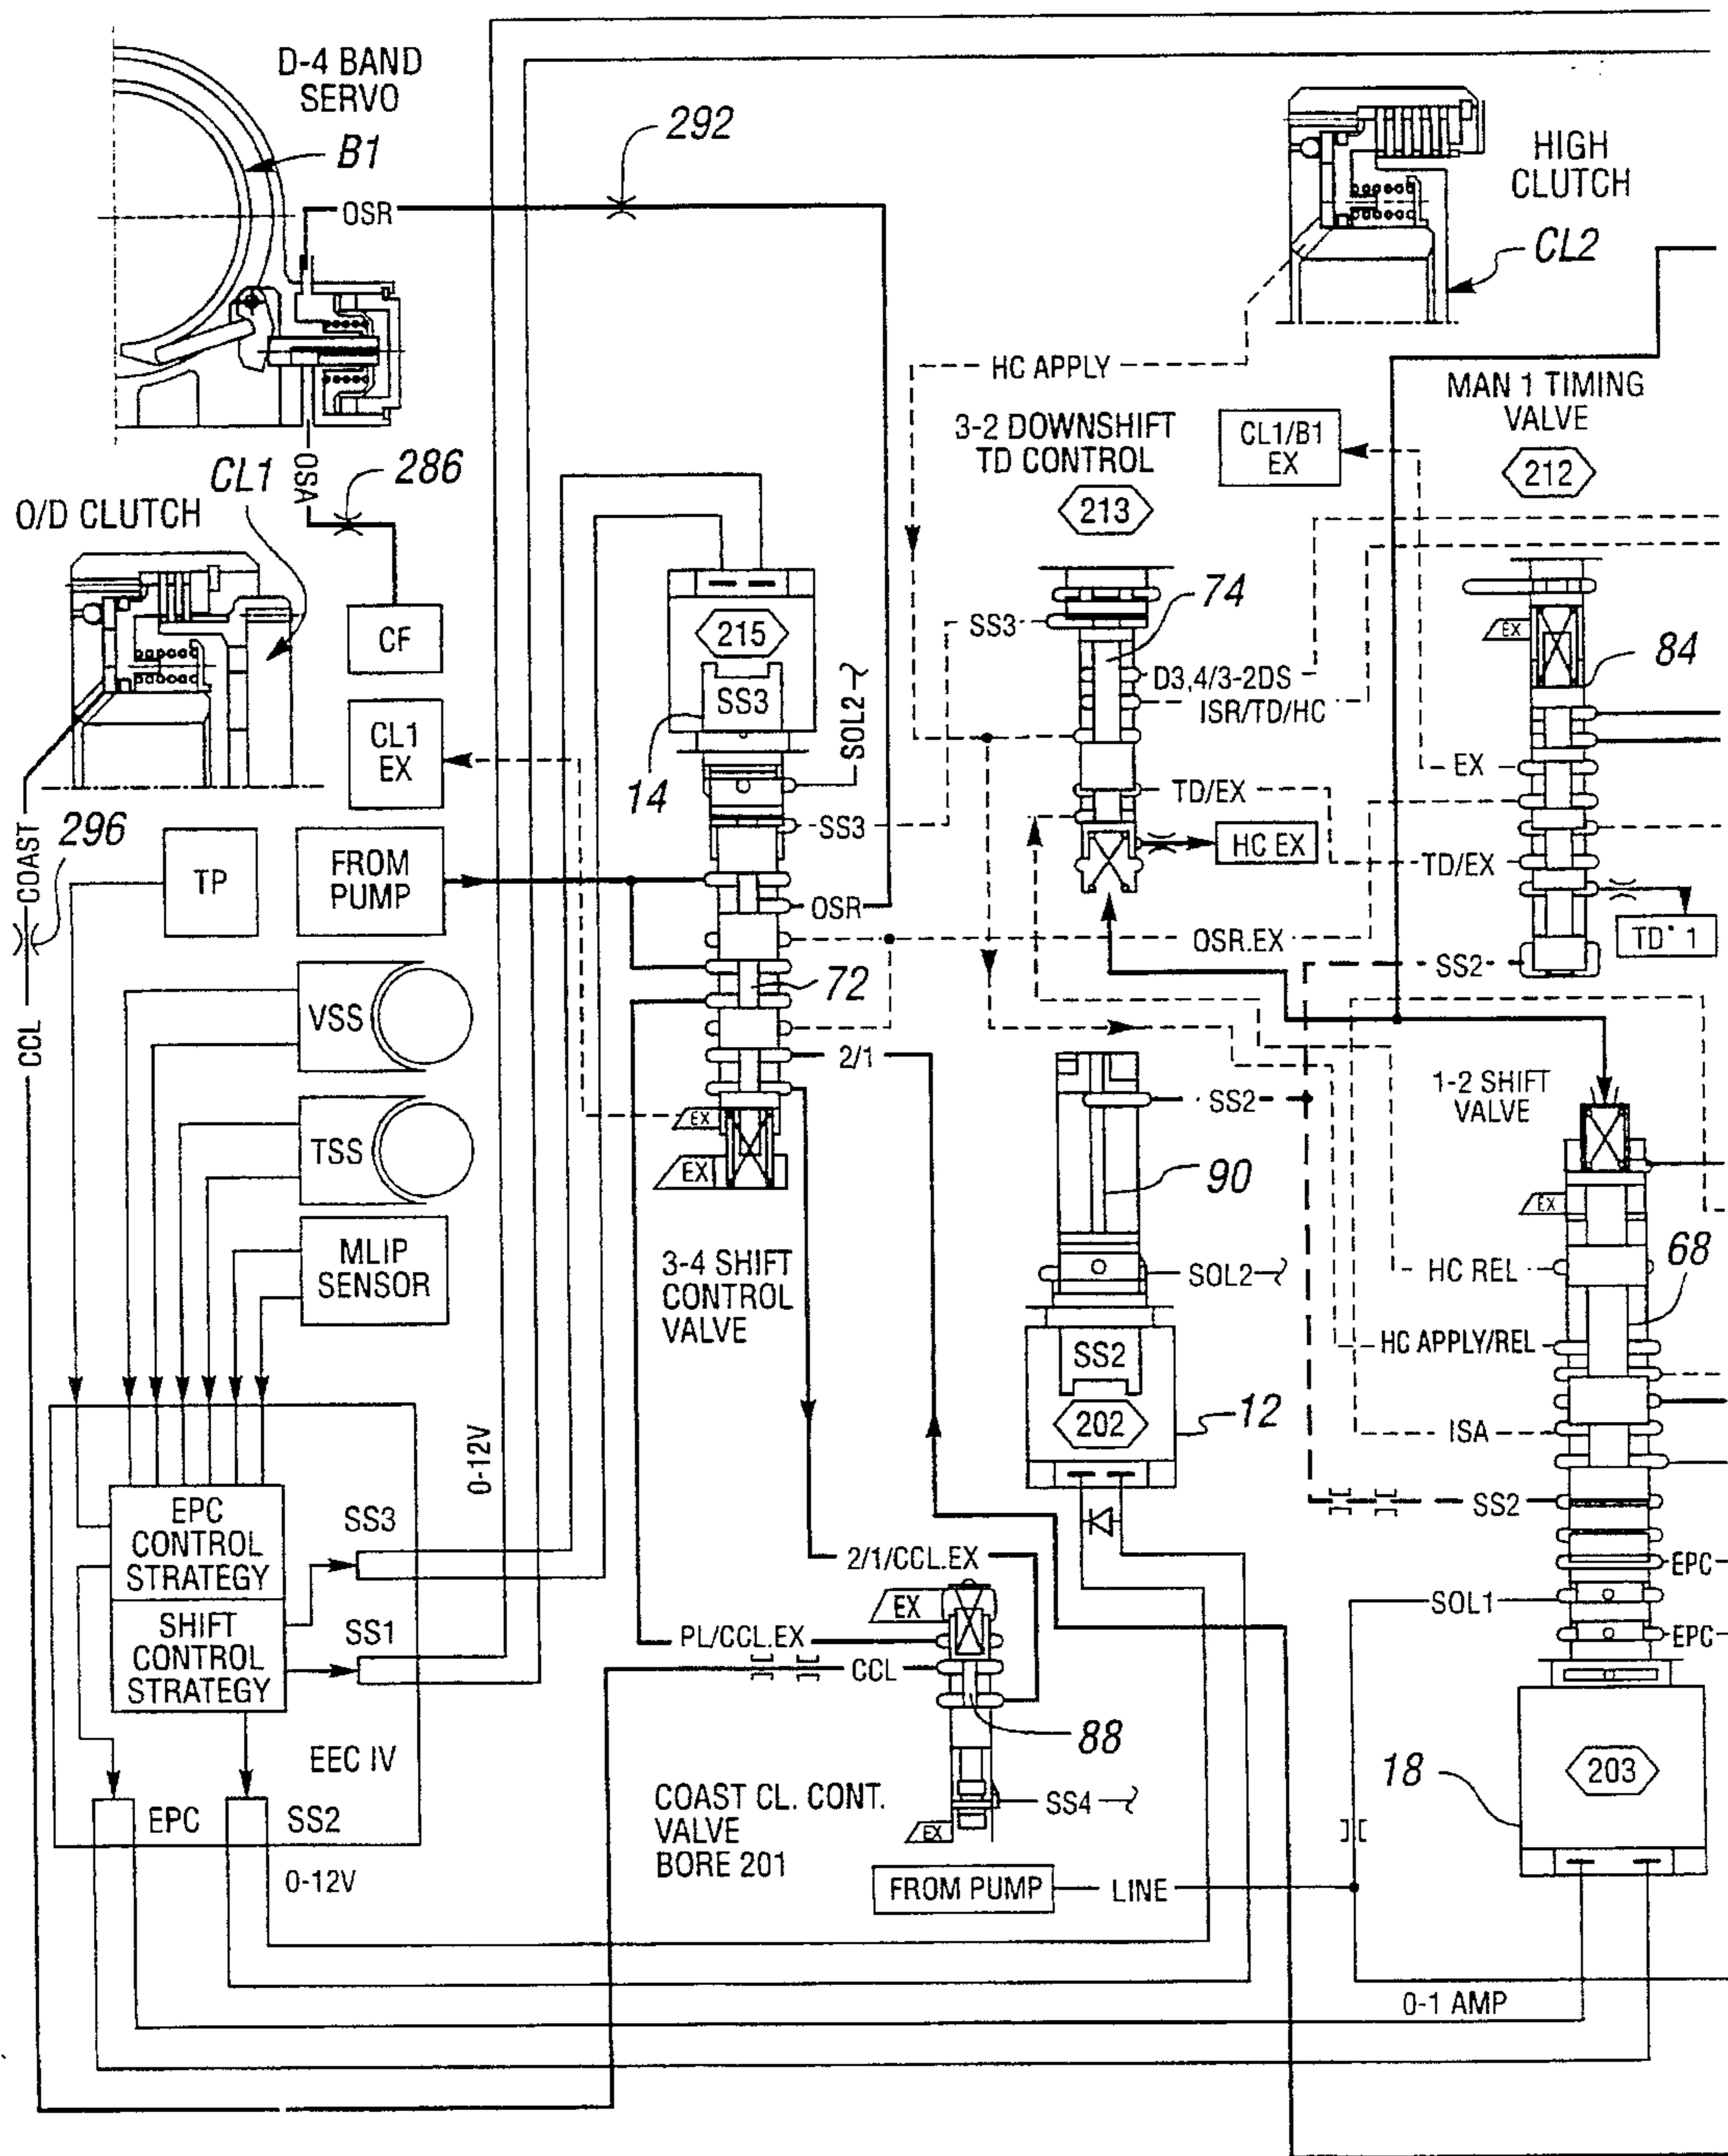 D-4 BAND
SERVO
B1
292
OSR
HIGH
CLUTCH
CL2
HC APPLY
MAN 1 TIMING
VALVE
212
3-2 DOWNSHIFT
TD CONTROL
213
CL1/B1
EX
OSA
CL1
286
O/D CLUTCH
CF
215
SS3
14
SOL2
SS3
74
D3,4/3-2DS
ISR/TD/HC
EX
84
CL1
EX
SS3
EX
TD/EX
HC EX
TD/EX
COAST
296
TP
FROM
PUMP
OSR
OSR.EX
TD 1
SS2
72
VSS
CCL
2/1
1-2 SHIFT
VALVE
SS2
TSS
EX
EX
90
EX
MLIP
SENSOR
3-4 SHIFT
CONTROL
VALVE
SOL2
HC REL
68
SS2
HC APPLY/REL
202
12
ISA
0-12V
EPC
CONTROL
STRATEGY
SS3
SS2
2/1/CCL.EX
EPC
SHIFT
CONTROL
STRATEGY
SS1
EX
SOL1
PL/CCL.EX
EPC
CCL
88
EEC IV
18
203
EPC
SS2
COAST CL. CONT.
VALVE
BORE 201
SS4
EX
0-12V
FROM PUMP
LINE
0-1 AMP